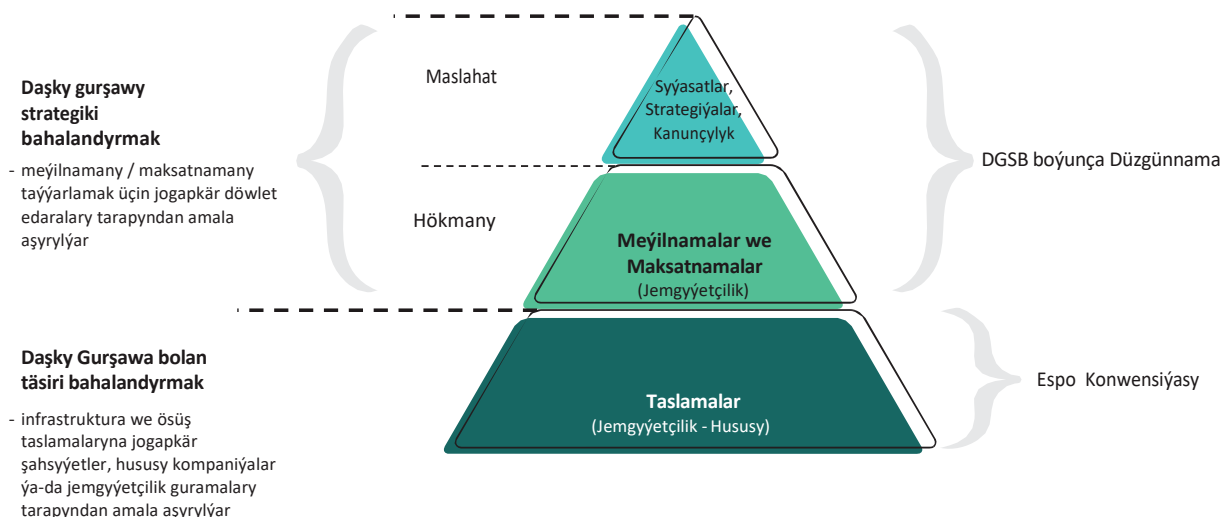 Daşky gurşawy
strategiki
bahalandyrmak
- meýilnamany / maksatnamany
taýýarlamak üçin jogapkär döwlet
edaralary tarapyndan amala
aşyrylýar
Maslahat
Hökmany
Syýasatlar,
Strategiýalar,
Kanunçylyk
Meýilnamalar we
Maksatnamalar
(Jemgyýetçilik)
DGSB boýunça Düzgünnama
Daşky Gurşawa bolan
täsiri bahalandyrmak
- infrastruktura we ösüş
taslamalaryna jogapkär
şahsyýetler, hususy kompaniýalar
ýa-da jemgyýetçilik guramalary
tarapyndan amala aşyrylýar
Taslamalar
(Jemgyýetçilik - Hususy)
Espo Konwensiýasy